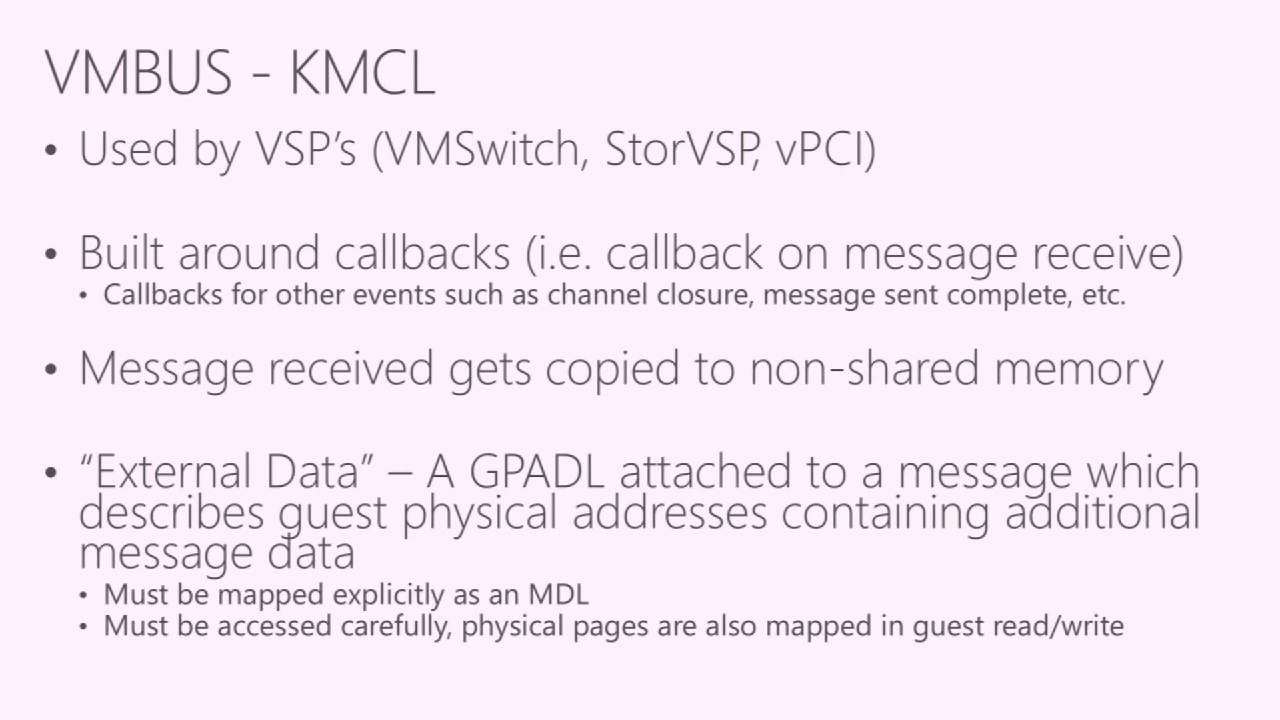 VMBUS - KMCL
• Used by VSP’s (VMSwitch, StorVSP, vPCI)
• Built around callbacks (i.e. callback on message receive)
• Callbacks for other events such as channel closure, message sent complete, etc.
• Message received gets copied to non-shared memory
• “External Data” – A GPADL attached to a message which
describes guest physical addresses containing additional
message data
• Must be mapped explicitly as an MDL
• Must be accessed carefully, physical pages are also mapped in guest read/write